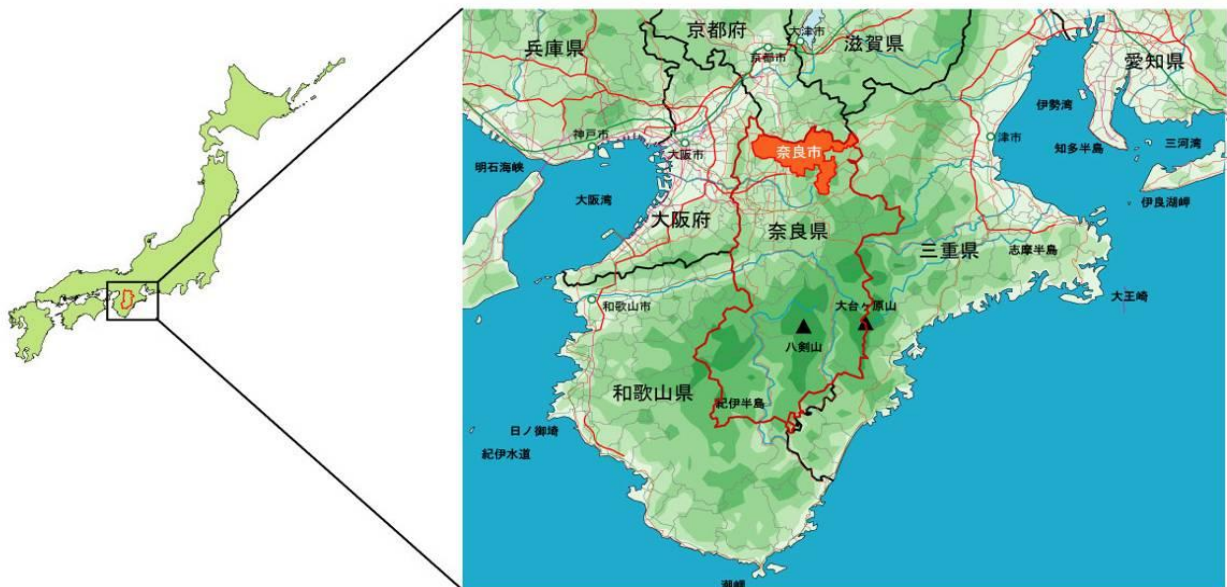 京都府
大津市
滋賀県
兵庫県
京都市
愛知県
伊勢湾
神戸市
大阪市
奈良市
津市
知多半島
三河湾
明石海峡
大阪湾
伊良湖岬
大阪府
奈良県
三重県
志摩半島
和歌山市
大台ヶ原山
大王崎
八剣山
和歌山県
紀伊半島
日ノ御埼
紀伊水道
潮岬